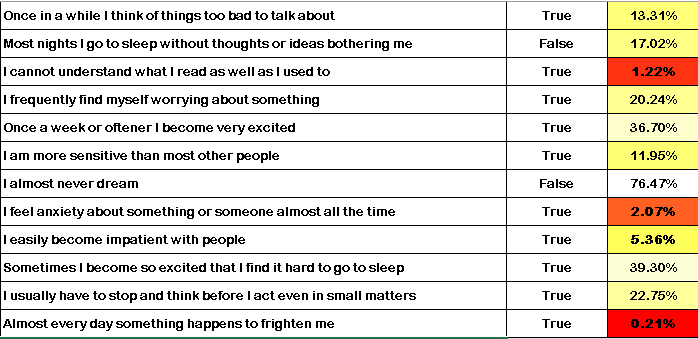 Once in a while I think of things too bad to talk about True 13.31%
Most nights I go to sleep without thoughts or ideas bothering me False 17.02%
I cannot understand what I read as well as I used to True 1.22%
I frequently find myself worrying about something True 20.24%
Once a week or oftener I become very excited True 36.70%
I am more sensitive than most other people True 11.95%
I almost never dream False 76.47%
I feel anxiety about something or someone almost all the time True 2.07%
I easily become impatient with people True 5.36%
Sometimes I become so excited that I find it hard to go to sleep True 39.30%
I usually have to stop and think before I act even in small matters True 22.75%
Almost every day something happens to frighten me True 0.21%